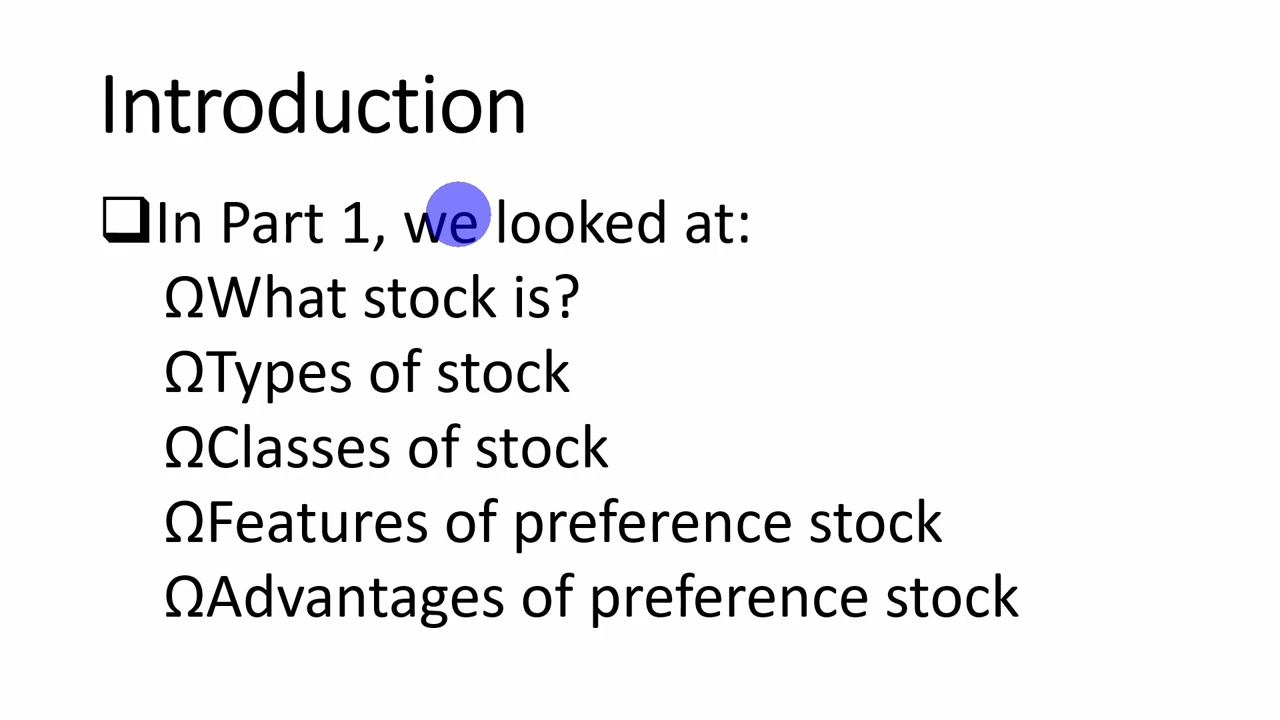 Introduction
❑In Part 1, we looked at:
ΩWhat stock is?
ΩTypes of stock
ΩClasses of stock
ΩFeatures of preference stock
ΩAdvantages of preference stock